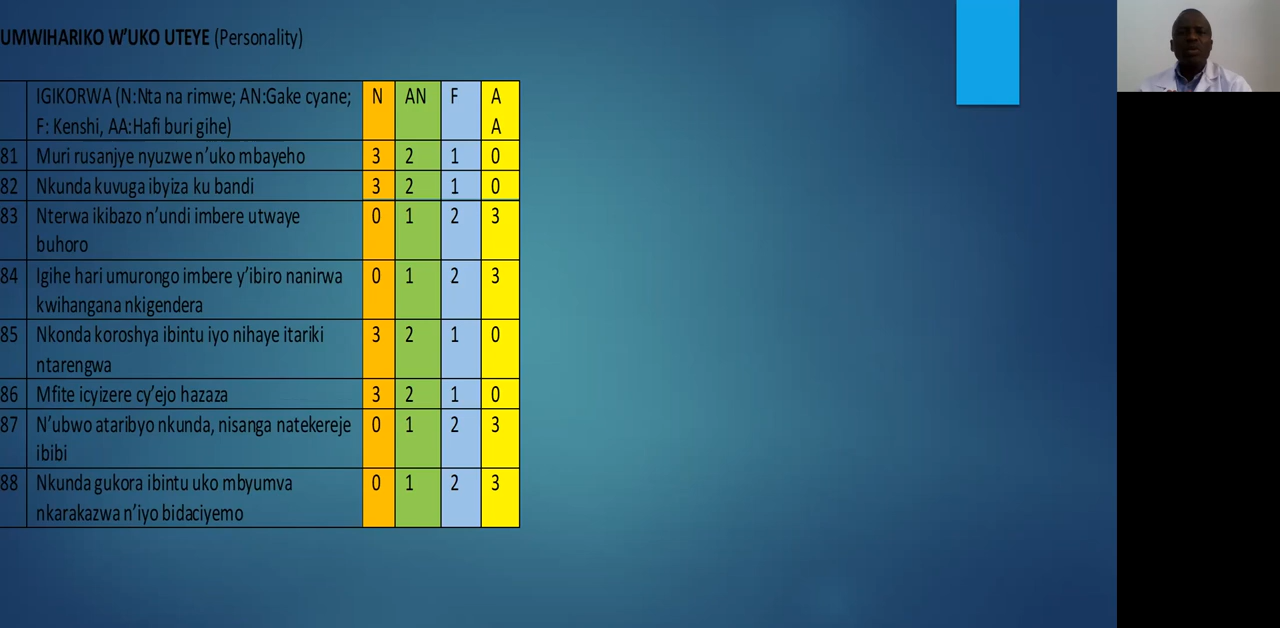 UMWIHARIKO W’UKO UTEYE (Personality)
IGIKORWA (N:Nta na rimwe; AN:Gake cyane; N AN F A
F: Kenshi, AA:Hafi buri gihe) A
81 Muri rusanjye nyuzwe n’uko mbayeho 3 2 1 0
82 Nkunda kuvuga ibyiza ku bandi 3 2 1 0
83 Nterwa ikibazo n’undi imbere utwaye 0 1 2 3
buhoro
84 Igihe hari umurongo imbere y’ibiro nanirwa 0 1 2 3
kwihangana nkigendera
85 Nkonda koroshya ibintu iyo nihaye itariki 3 2 1 0
ntarengwa
86 Mfite icyizere cy’ejo hazaza 3 2 1 0
87 N’ubwo ataribyo nkunda, nisanga natekereje 0 1 2 3
ibibi
88 Nkunda gukora ibintu uko mbyumva 0 1 2 3
nkarakazwa n’iyo bidaciyemo